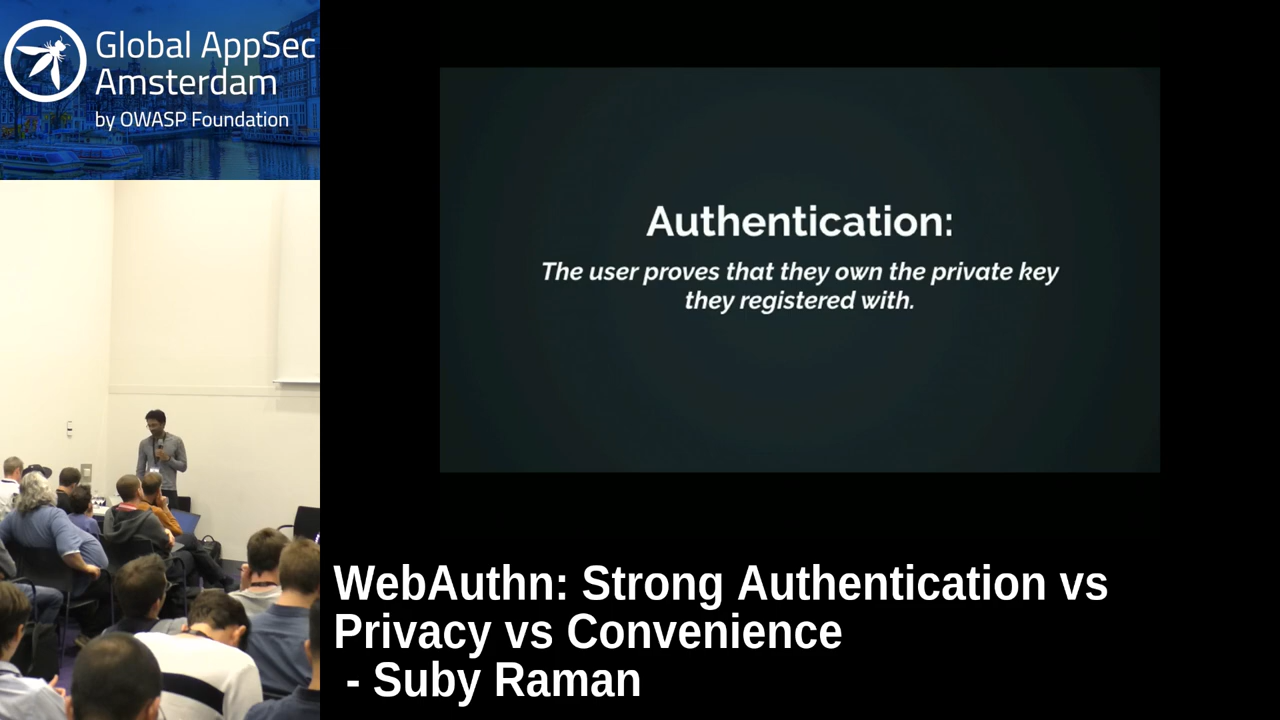 Global AppSec
Amsterdam
by OWASP Foundation
Authentication:
The user proves that they own the private key
they registered with.
WebAuthn: Strong Authentication vs
Privacy vs Convenience
- Suby Raman